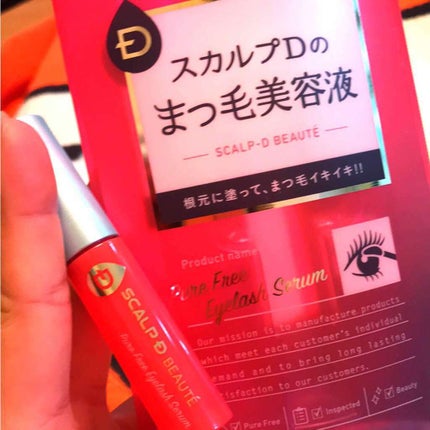 Ð
スカルプDの
まつ毛美容液
SCALP-D BEAUTÉ
根元に塗って、まつ毛イキイキ!!
Product name
Pure Free
Eyelash Serum
Our mission is to manufacture products
which meet each customer's individual
demand and to bring long lasting
satisfaction to our customers.
Pure Free
Inspected
Beauty
Ð SCALP-D BEAUTÉ
Pure Free Eyelash Serum